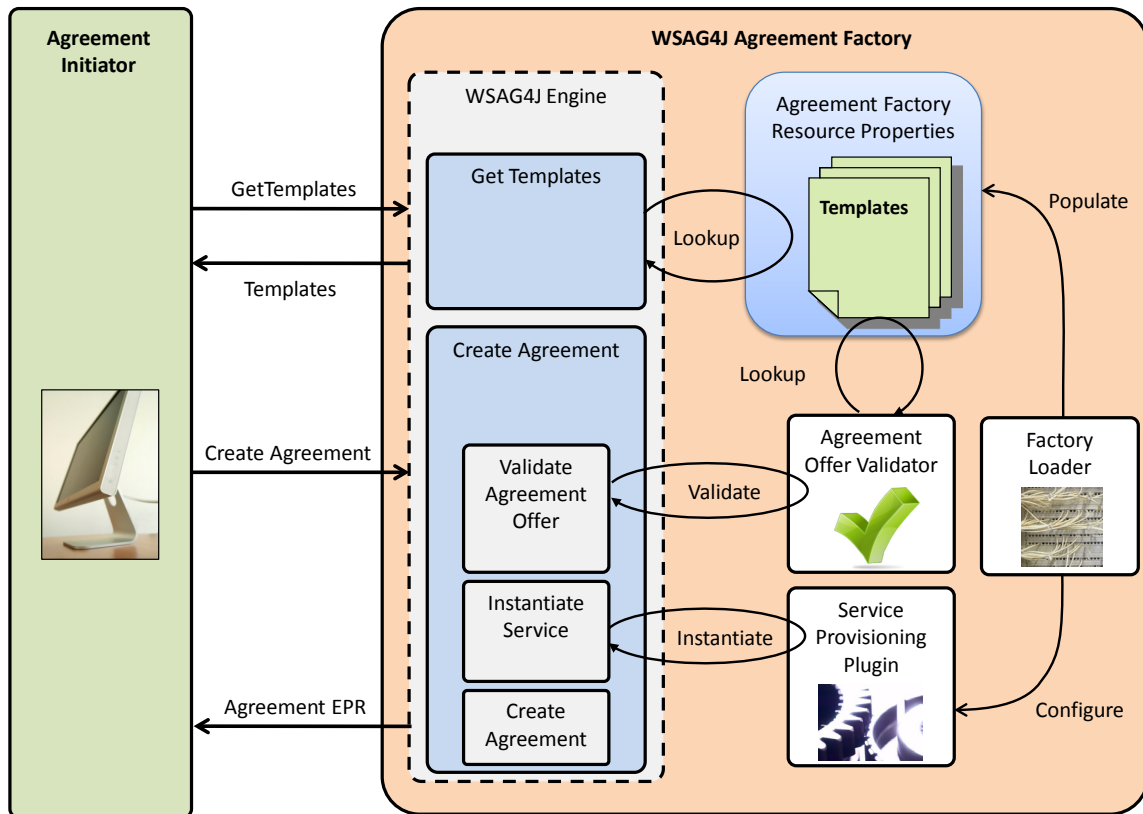 Agreement
Initiator
WSAG4J Agreement Factory
WSAG4J Engine
Agreement Factory
Resource Properties
Get Templates
Templates
GetTemplates
Populate
Lookup
Templates
Create Agreement
Lookup
Create Agreement
Validate
Agreement
Offer
Validate
Agreement
Offer Validator
Factory
Loader
Instantiate
Service
Instantiate
Service
Provisioning
Plugin
Agreement EPR
Create
Agreement
Configure